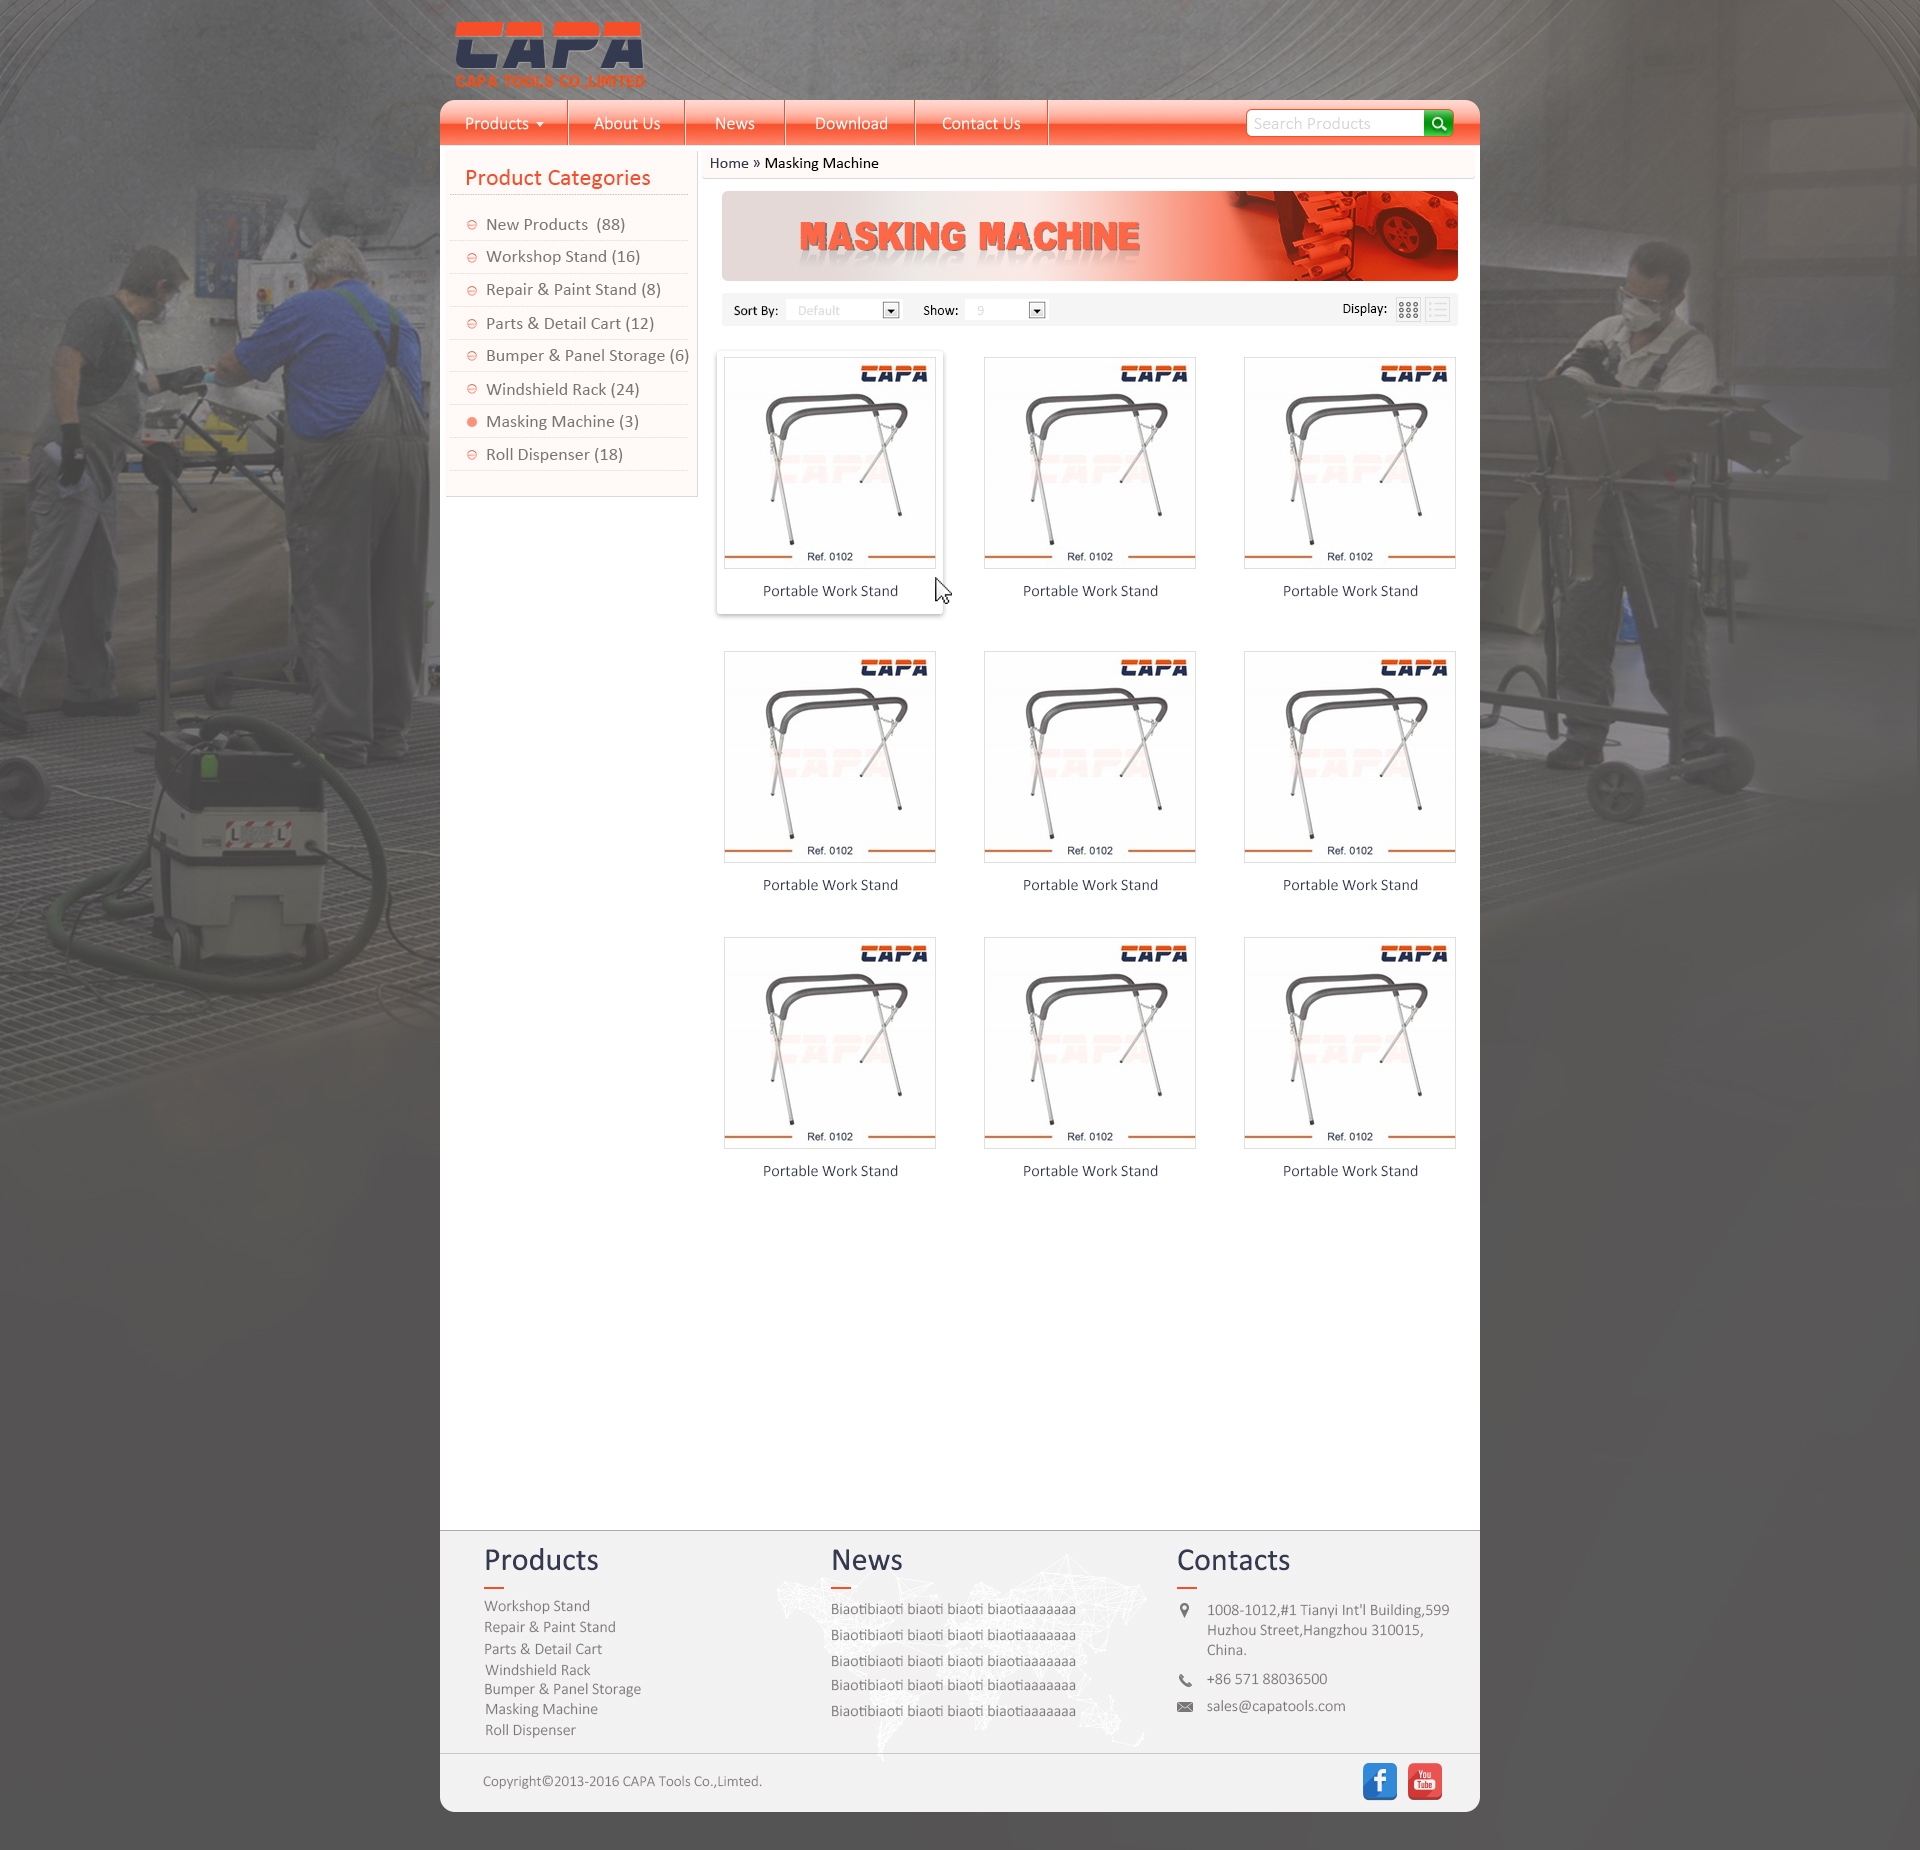 CAPA
CAPA TOOLS CO.,LIMITED
Products
About Us
News
Download
Contact Us
Search Products
Product Categories
New Products (88)
Workshop Stand (16)
Repair & Paint Stand (8)
Parts & Detail Cart (12)
Bumper & Panel Storage (6)
Windshield Rack (24)
Masking Machine (3)
Roll Dispenser (18)
Home » Masking Machine
MASKING MACHINE
Sort By: Default
Show: 9
Display:
CAPA
CAPA
Ref. 0102
Portable Work Stand
CAPA
CAPA
Ref. 0102
Portable Work Stand
CAPA
CAPA
Ref. 0102
Portable Work Stand
CAPA
CAPA
Ref. 0102
Portable Work Stand
CAPA
CAPA
Ref. 0102
Portable Work Stand
CAPA
CAPA
Ref. 0102
Portable Work Stand
CAPA
CAPA
Ref. 0102
Portable Work Stand
CAPA
CAPA
Ref. 0102
Portable Work Stand
CAPA
CAPA
Ref. 0102
Portable Work Stand
Products
Workshop Stand
Repair & Paint Stand
Parts & Detail Cart
Windshield Rack
Bumper & Panel Storage
Masking Machine
Roll Dispenser
News
Biaotibiaoti biaoti biaoti biaotiaaaaaaa
Biaotibiaoti biaoti biaoti biaotiaaaaaaa
Biaotibiaoti biaoti biaoti biaotiaaaaaaa
Biaotibiaoti biaoti biaoti biaotiaaaaaaa
Biaotibiaoti biaoti biaoti biaotiaaaaaaa
Contacts
1008-1012,#1 Tianyi Int'l Building,599
Huzhou Street,Hangzhou 310015,
China.
+86 571 88036500
sales@capatools.com
Copyright©2013-2016 CAPA Tools Co.,Limted.
f
You
Tube